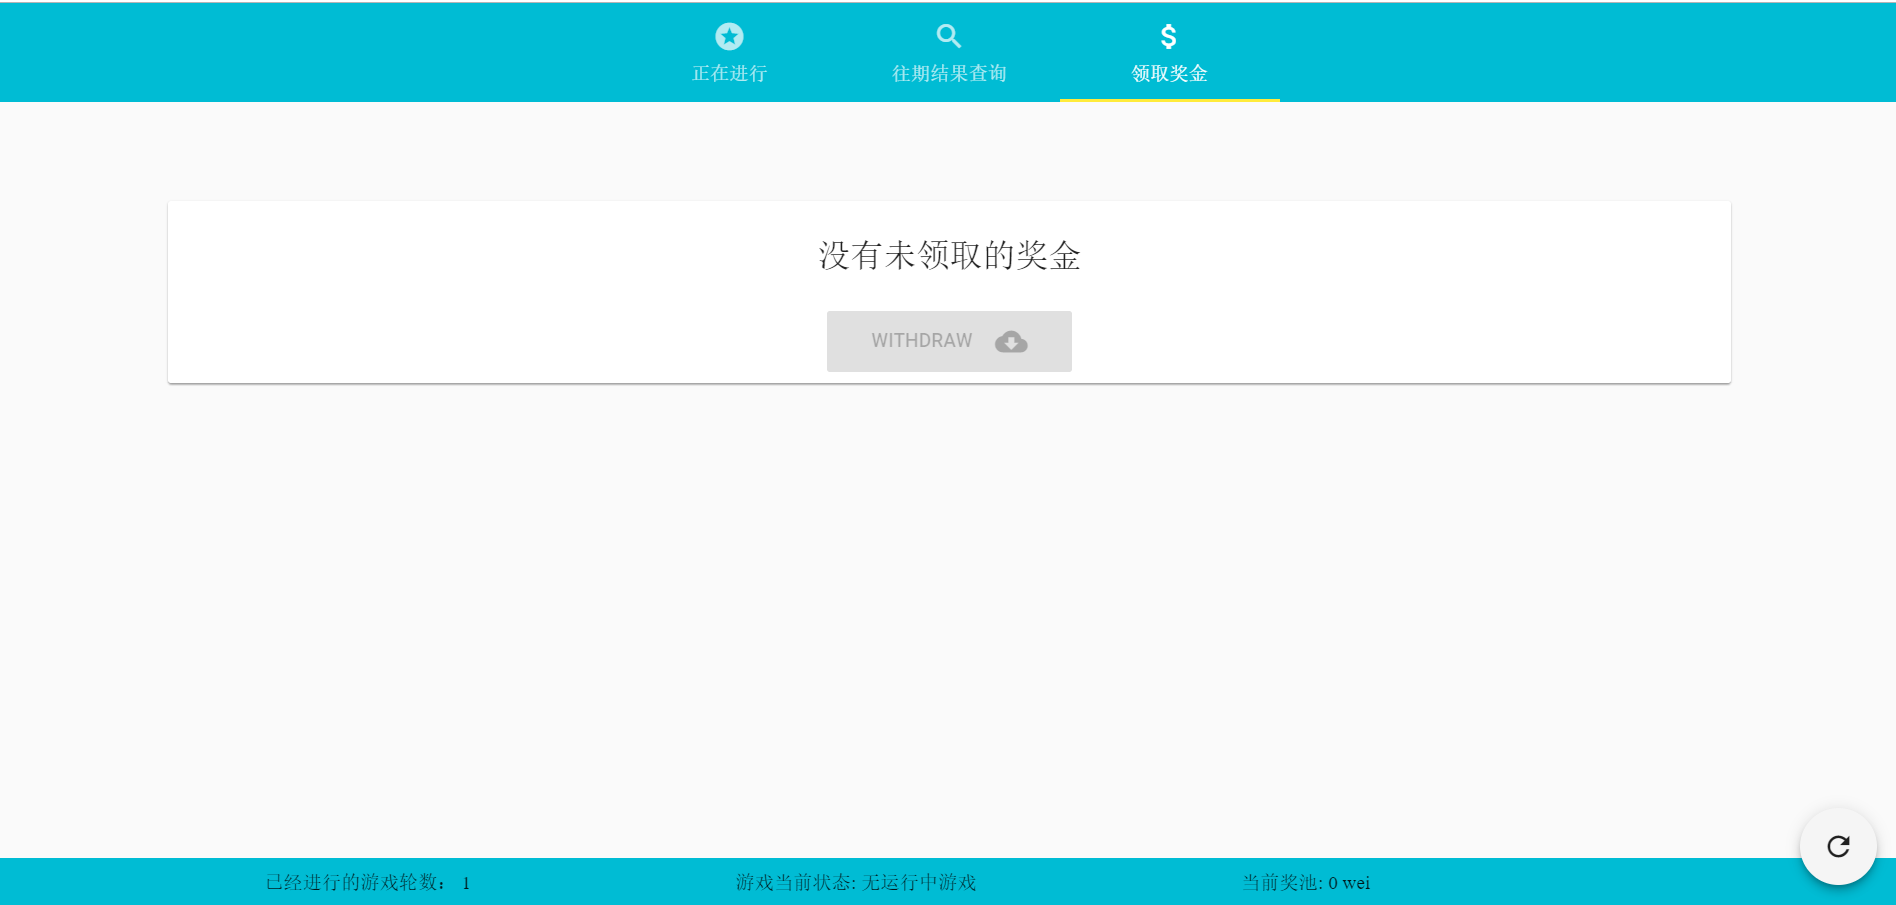 正在进行
往期结果查询
领取奖金
没有未领取的奖金
WITHDRAW
已经进行的游戏轮数： 1
游戏当前状态: 无运行中游戏
当前奖池: 0 wei